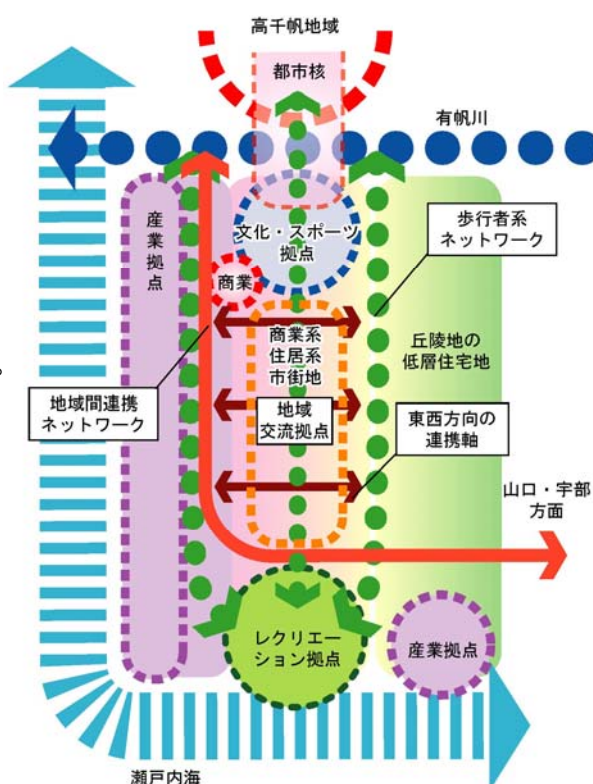 高千帆地域
都市核
有帆川
産業拠点
文化・スポーツ
拠点
歩行者系
ネットワーク
商業
商業系
住居系
市街地
丘陵地の
低層住宅地
地域間連携
ネットワーク
地域
交流拠点
東西方向の
連携軸
山口・宇部
方面
レクリエー
ション拠点
産業拠点
瀬戸内海
。